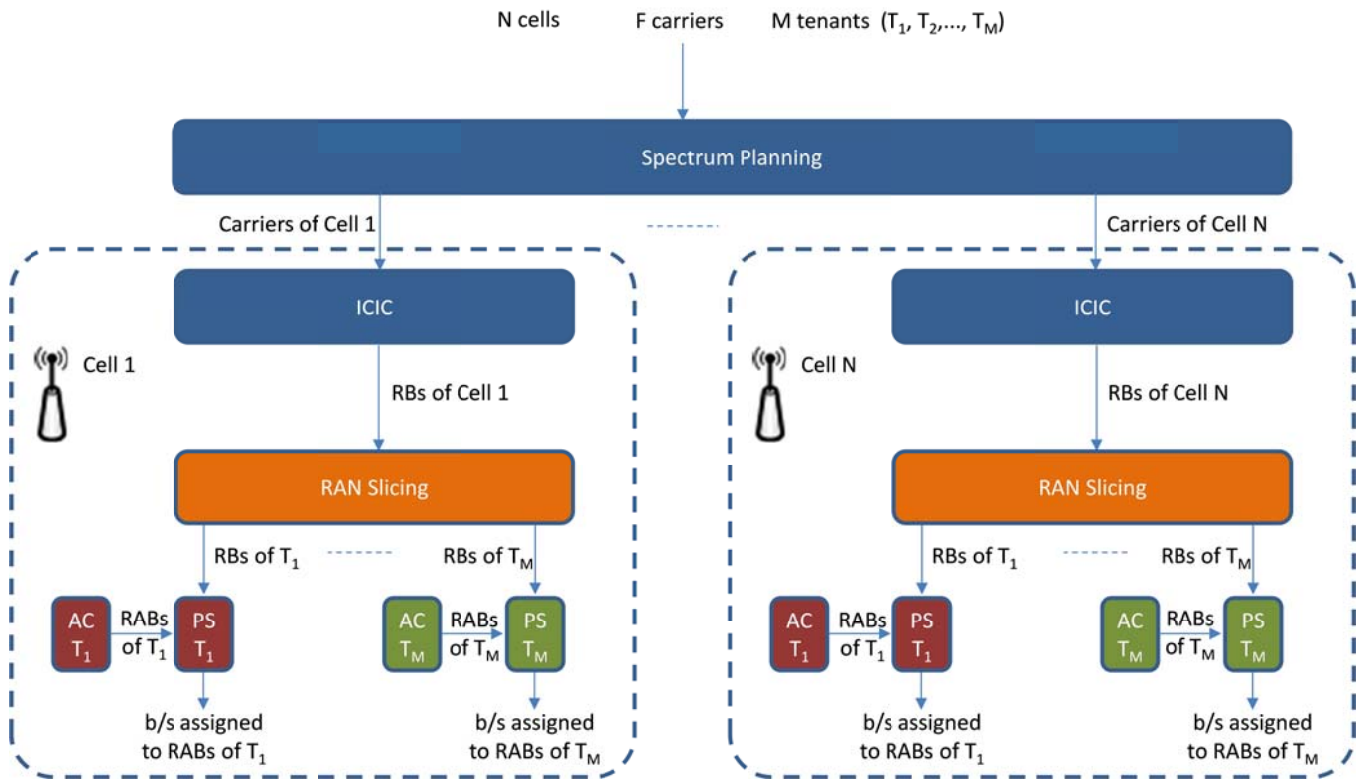 N cells F carriers M tenants (T1, T2,..., TM)
Spectrum Planning
Carriers of Cell 1
Carriers of Cell N
ICIC
ICIC
Cell 1
Cell N
RBs of Cell 1
RBs of Cell N
RAN Slicing
RAN Slicing
RBs of T1
RBs of TM
RBs of T1
RBs of TM
AC
T1
RABs
of T1
PS
T1
AC
TM
RABs
of TM
PS
TM
AC
T1
RABs
of T1
PS
T1
AC
TM
RABs
of TM
PS
TM
b/s assigned
to RABs of T1
b/s assigned
to RABs of TM
b/s assigned
to RABs of T1
b/s assigned
to RABs of TM